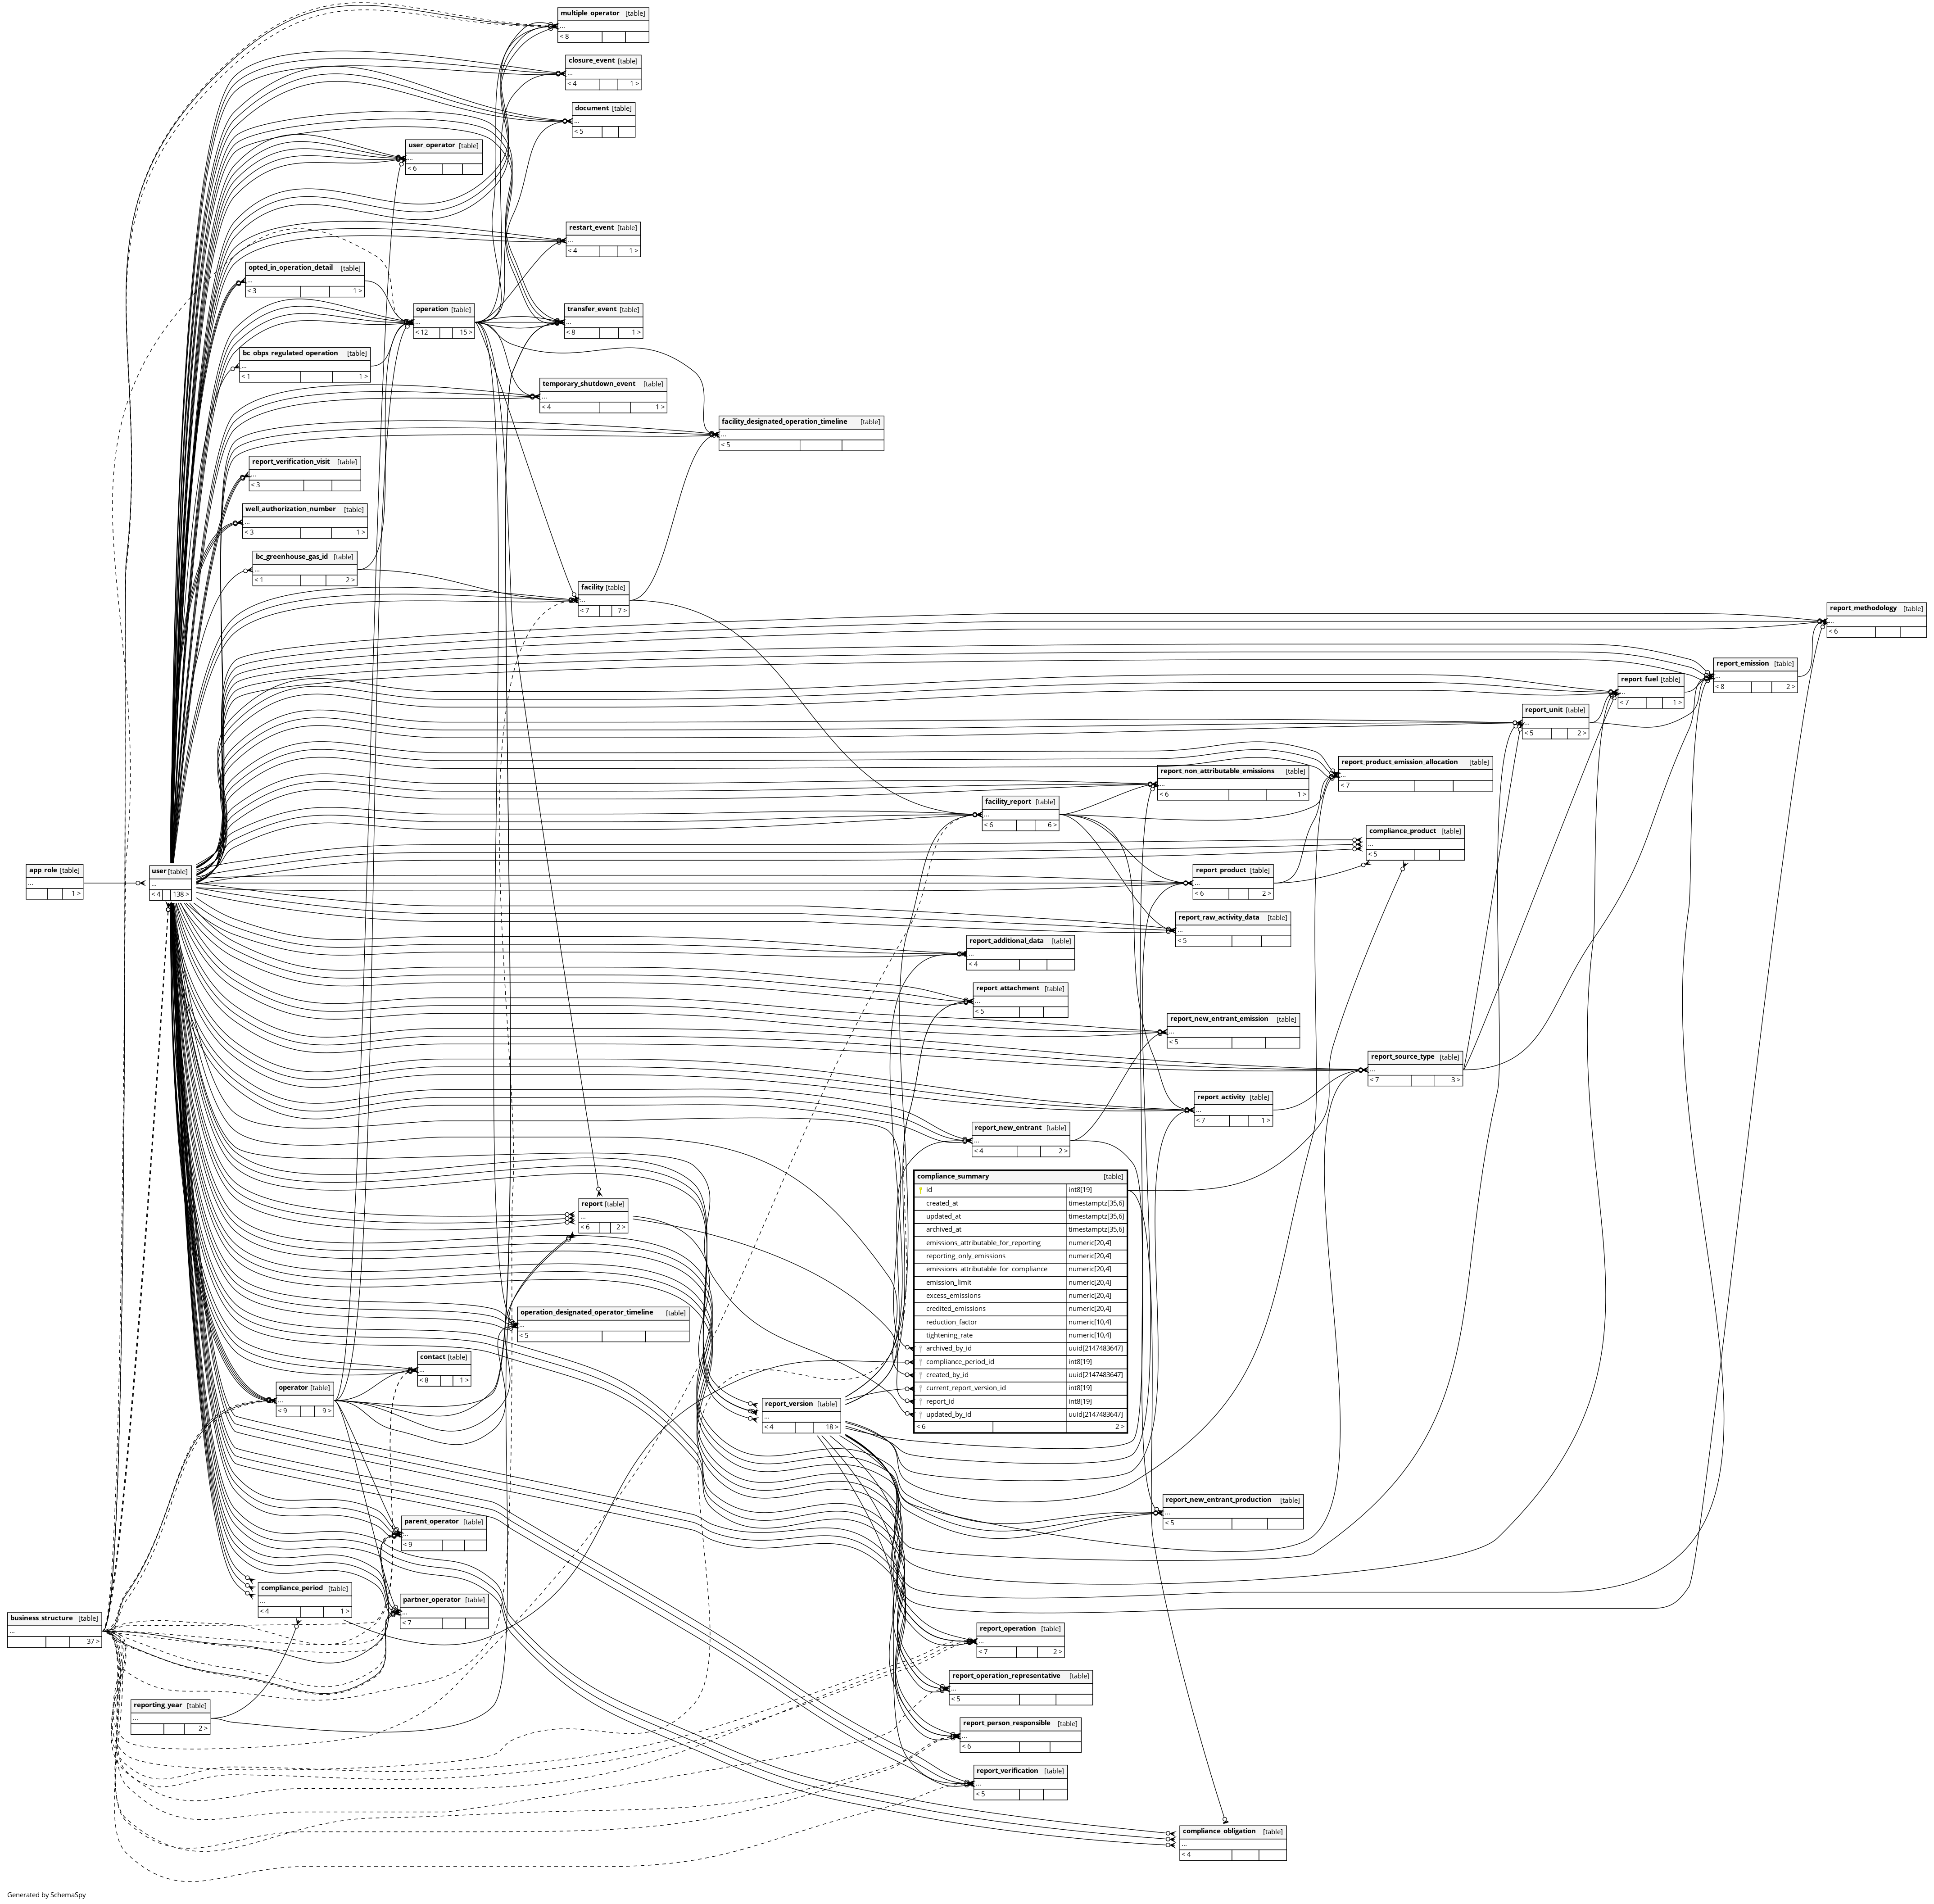 multiple_operator [table]
...
< 8
closure_event [table]
...
< 4 1 >
document [table]
...
< 5
user_operator [table]
...
< 6
restart_event [table]
...
< 4 1 >
opted_in_operation_detail [table]
...
< 3 1 >
operation [table]
...
< 12 15 >
transfer_event [table]
...
< 8 1 >
bc_obps_regulated_operation [table]
...
< 1 1 >
temporary_shutdown_event [table]
...
< 4 1 >
facility_designated_operation_timeline [table]
...
< 5
report_verification_visit [table]
...
< 3
well_authorization_number [table]
...
< 3 1 >
bc_greenhouse_gas_id [table]
...
< 1 2 >
facility [table]
...
< 7 7 >
report_methodology [table]
...
< 6
report_emission [table]
...
< 8 2 >
report_fuel [table]
...
< 7 1 >
report_unit [table]
...
< 5 2 >
report_product_emission_allocation [table]
...
< 7
report_non_attributable_emissions [table]
...
< 6 1 >
facility_report [table]
...
< 6 6 >
compliance_product [table]
...
< 5
app_role [table]
...
1 >
user [table]
...
< 4 138 >
report_product [table]
...
< 6 2 >
report_raw_activity_data [table]
...
< 5
report_additional_data [table]
...
< 4
report_attachment [table]
...
< 5
report_new_entrant_emission [table]
...
< 5
report_source_type [table]
...
< 7 3 >
report_activity [table]
...
< 7 1 >
report_new_entrant [table]
...
< 4 2 >
compliance_summary [table]
id int8[19]
created_at timestamptz[35,6]
updated_at timestamptz[35,6]
archived_at timestamptz[35,6]
emissions_attributable_for_reporting numeric[20,4]
reporting_only_emissions numeric[20,4]
emissions_attributable_for_compliance numeric[20,4]
emission_limit numeric[20,4]
excess_emissions numeric[20,4]
credited_emissions numeric[20,4]
reduction_factor numeric[10,4]
tightening_rate numeric[10,4]
archived_by_id uuid[2147483647]
compliance_period_id int8[19]
created_by_id uuid[2147483647]
current_report_version_id int8[19]
report_id int8[19]
updated_by_id uuid[2147483647]
< 6 2 >
report [table]
...
< 6 2 >
operation_designated_operator_timeline [table]
...
< 5
contact [table]
...
< 8 1 >
operator [table]
...
< 9 9 >
report_version [table]
...
< 4 18 >
report_new_entrant_production [table]
...
< 5
parent_operator [table]
...
< 9
compliance_period [table]
...
< 4 1 >
partner_operator [table]
...
< 7
business_structure [table]
...
37 >
report_operation [table]
...
< 7 2 >
report_operation_representative [table]
...
< 5
reporting_year [table]
...
2 >
report_person_responsible [table]
...
< 6
report_verification [table]
...
< 5
compliance_obligation [table]
...
< 4
Generated by SchemaSpy